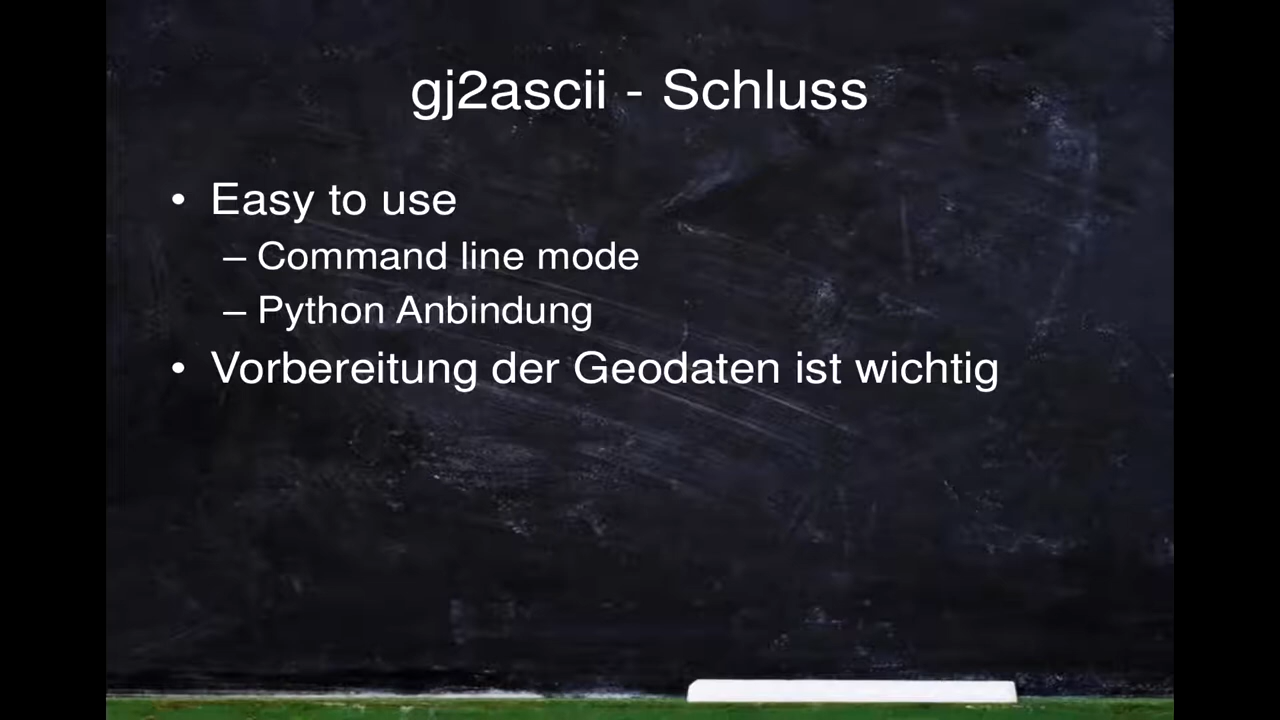 gj2ascii - Schluss
• Easy to use
– Command line mode
– Python Anbindung
• Vorbereitung der Geodaten ist wichtig